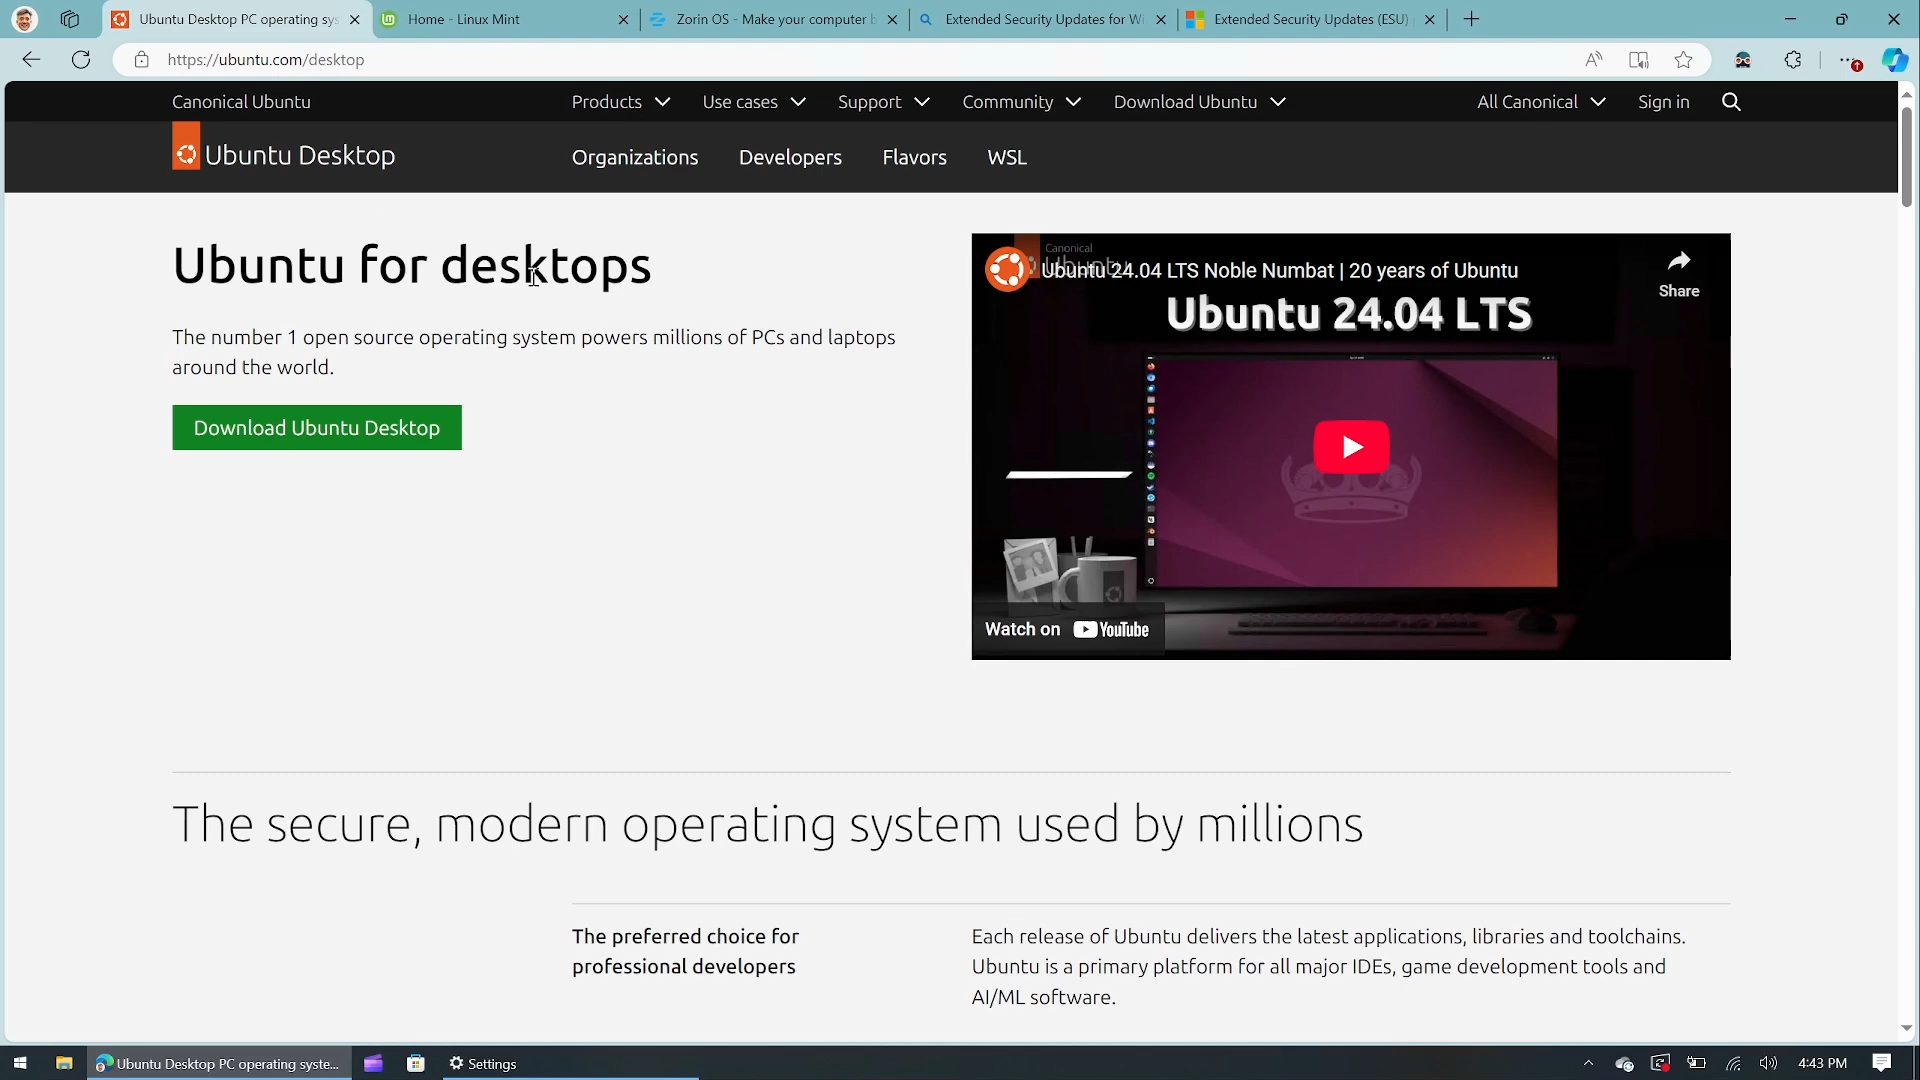 Ubuntu Desktop PC operating sys
Home - Linux Mint
Zorin OS - Make your computer b
Extended Security Updates for Wi
Extended Security Updates (ESU)
https://ubuntu.com/desktop
Canonical Ubuntu
Products
Use cases
Support
Community
Download Ubuntu
All Canonical
Sign in
Ubuntu Desktop
Organizations
Developers
Flavors
WSL
Ubuntu for desktops
The number 1 open source operating system powers millions of PCs and laptops
around the world.
Download Ubuntu Desktop
Canonical
Ubuntu
Ubuntu 24.04 LTS Noble Numbat | 20 years of Ubuntu
Share
Ubuntu 24.04 LTS
Watch on YouTube
The secure, modern operating system used by millions
The preferred choice for
professional developers
Each release of Ubuntu delivers the latest applications, libraries and toolchains.
Ubuntu is a primary platform for all major IDEs, game development tools and
AI/ML software.
Ubuntu Desktop PC operating syste...
Settings
4:43 PM